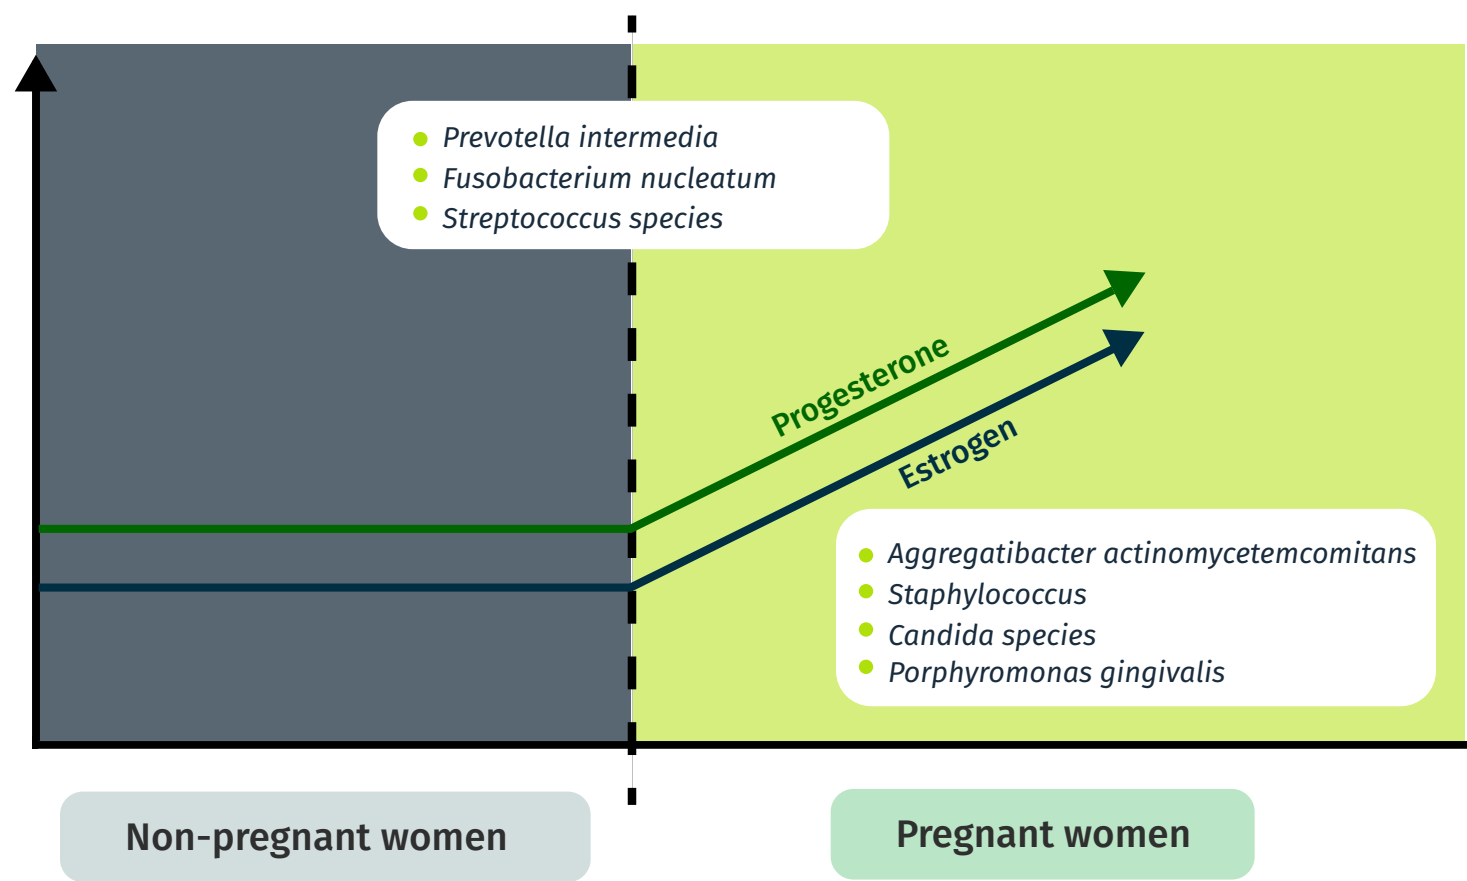 Prevotella intermedia
Fusobacterium nucleatum
Streptococcus species
Progesterone
Estrogen
Aggregatibacter actinomycetemcomitans
Staphylococcus
Candida species
Porphyromonas gingivalis
Non-pregnant women
Pregnant women